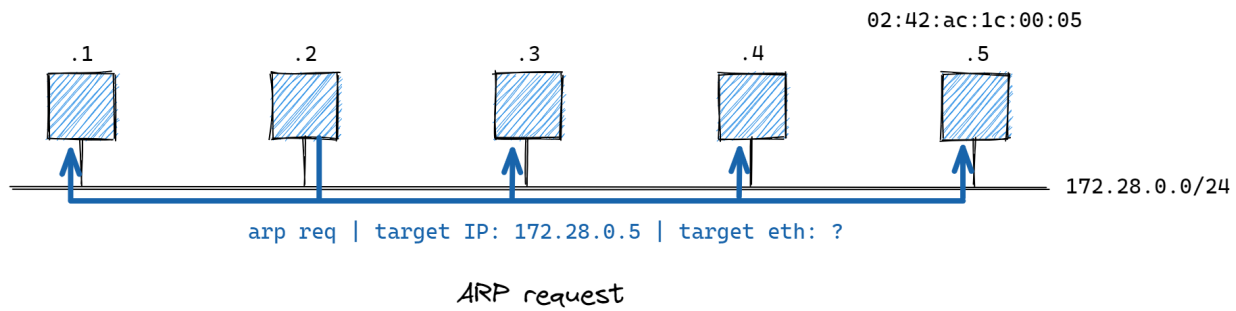 02:42:ac:1c:00:05
.1 .2 .3 .4 .5
172.28.0.0/24
arp req | target IP: 172.28.0.5 | target eth: ?
ARP request